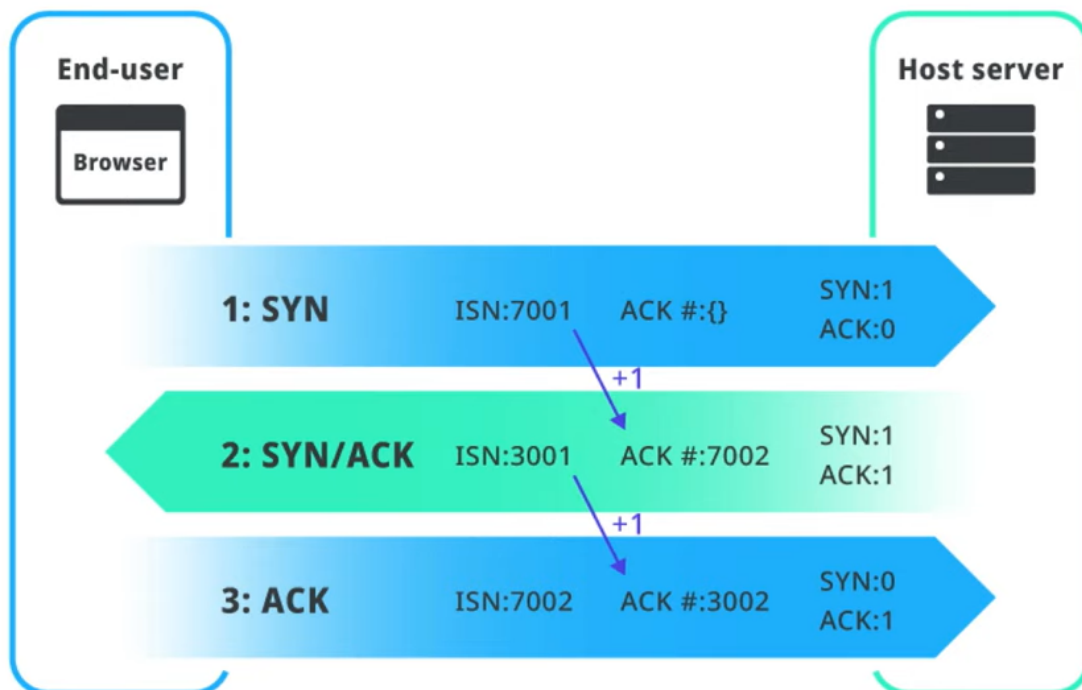 End-user
Host server
Browser
1: SYN
ISN:7001
ACK #:{}
SYN:1
ACK:0
+1
2: SYN/ACK
ISN:3001
ACK #:7002
SYN:1
ACK:1
+1
3: ACK
ISN:7002
ACK #:3002
SYN:0
ACK:1